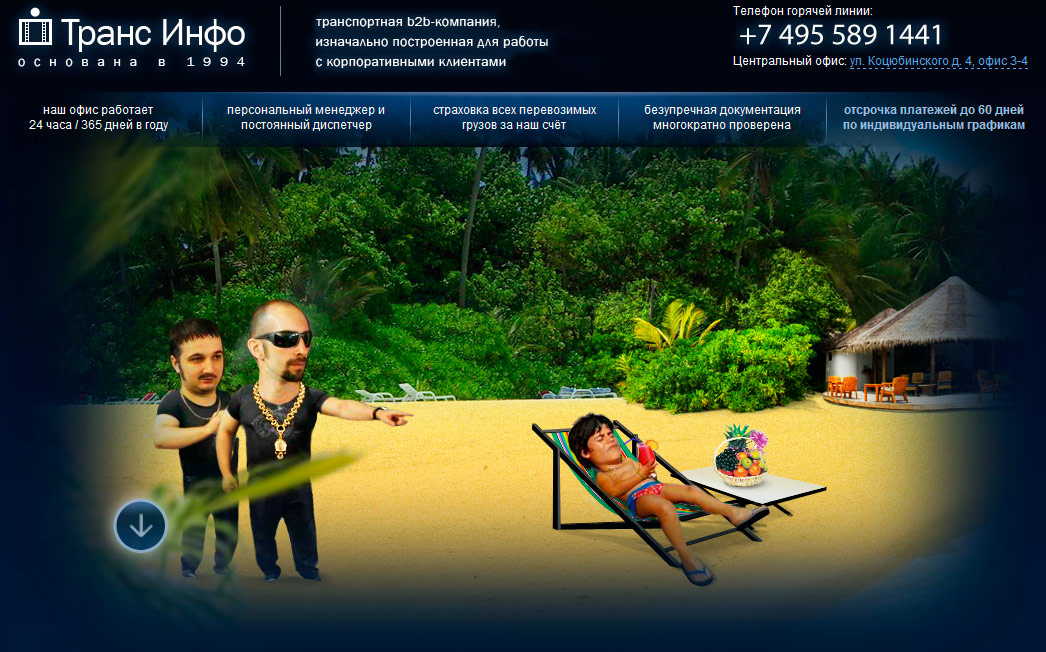 Транс Инфо
основана в 1994
транспортная b2b-компания,
изначально построенная для работы
с корпоративными клиентами
Телефон горячей линии:
+7 495 589 1441
Центральный офис: ул. Коцюбинского д. 4, офис 3-4
наш офис работает
24 часа / 365 дней в году
персональный менеджер и
постоянный диспетчер
страховка всех перевозимых
грузов за наш счёт
безупречная документация
многократно проверена
отсрочка платежей до 60 дней
по индивидуальным графикам